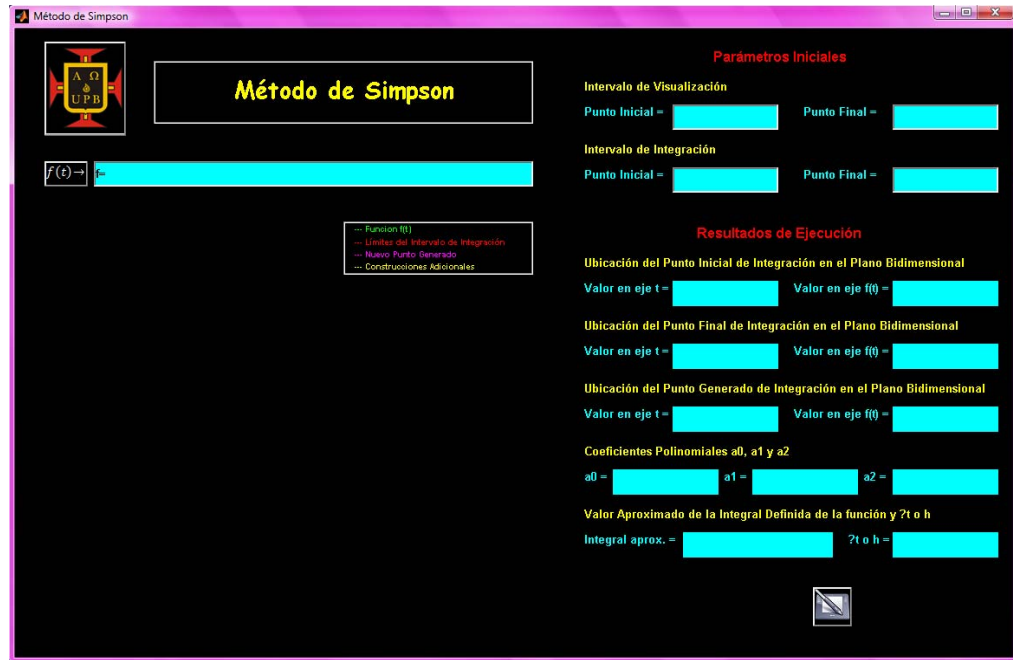 Método de Simpson
Α Ω
UPB
Método de Simpson
f(t)→ f=
--- Funcion f(t)
--- Límites del Intervalo de Integración
--- Nuevo Punto Generado
--- Construcciones Adicionales
Parámetros Iniciales
Intervalo de Visualización
Punto Inicial = Punto Final =
Intervalo de Integración
Punto Inicial = Punto Final =
Resultados de Ejecución
Ubicación del Punto Inicial de Integración en el Plano Bidimensional
Valor en eje t = Valor en eje f(t) =
Ubicación del Punto Final de Integración en el Plano Bidimensional
Valor en eje t = Valor en eje f(t) =
Ubicación del Punto Generado de Integración en el Plano Bidimensional
Valor en eje t = Valor en eje f(t) =
Coeficientes Polinomiales a0, a1 y a2
a0 = a1 = a2 =
Valor Aproximado de la Integral Definida de la función y ?t o h
Integral aprox. = ?t o h =